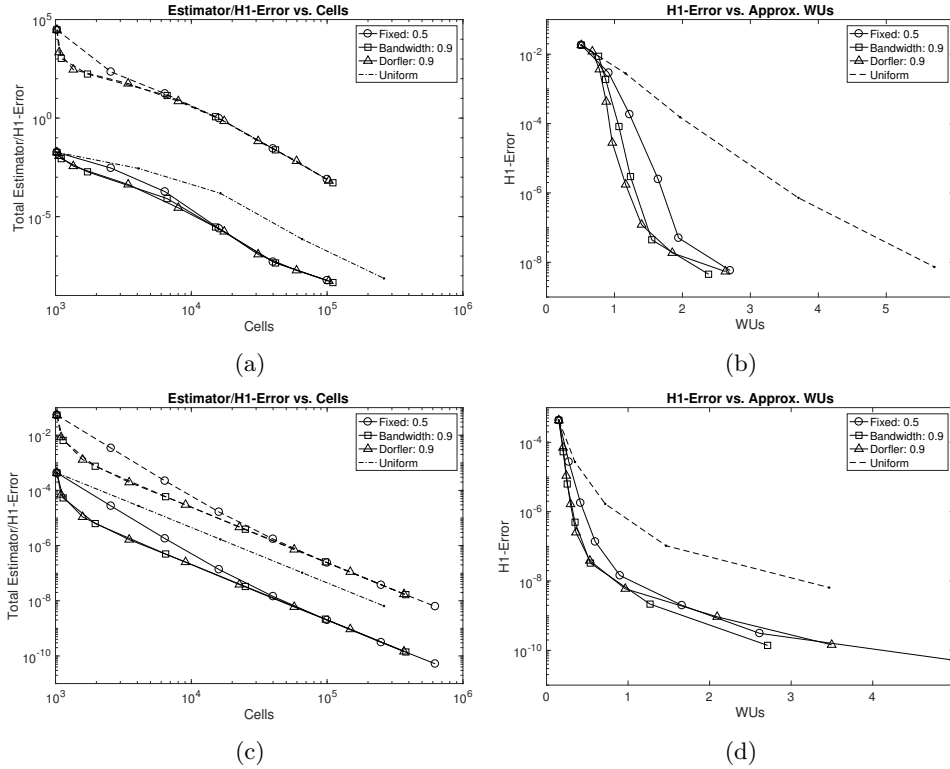 Estimator/H1-Error vs. Cells
Total Estimator/H1-Error
10^5
10^0
10^-5
10^3 10^4 10^5 10^6
Cells
Fixed: 0.5
Bandwidth: 0.9
Dorfler: 0.9
Uniform
(a)
H1-Error vs. Approx. WUs
H1-Error
10^-2
10^-4
10^-6
10^-8
0 1 2 3 4 5 6
WUs
Fixed: 0.5
Bandwidth: 0.9
Dorfler: 0.9
Uniform
(b)
Estimator/H1-Error vs. Cells
Total Estimator/H1-Error
10^-2
10^-4
10^-6
10^-8
10^-10
10^3 10^4 10^5 10^6
Cells
Fixed: 0.5
Bandwidth: 0.9
Dorfler: 0.9
Uniform
(c)
H1-Error vs. Approx. WUs
H1-Error
10^-4
10^-6
10^-8
10^-10
0 1 2 3 4
WUs
Fixed: 0.5
Bandwidth: 0.9
Dorfler: 0.9
Uniform
(d)